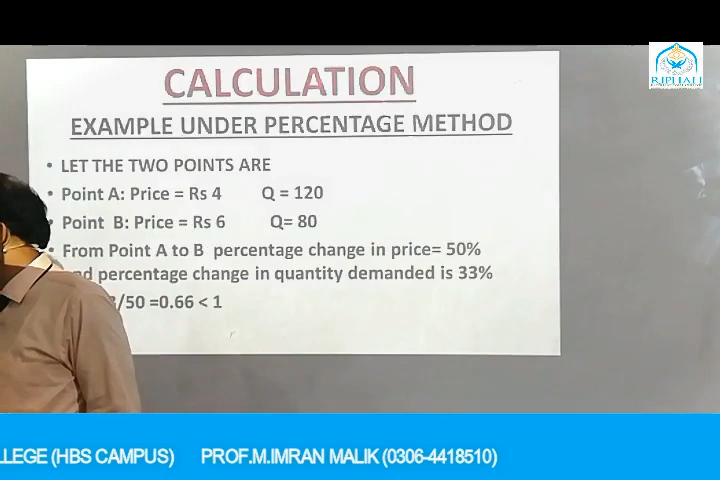 RIPHAH
CALCULATION
EXAMPLE UNDER PERCENTAGE METHOD
• LET THE TWO POINTS ARE
• Point A: Price = Rs 4 Q = 120
• Point B: Price = Rs 6 Q= 80
• From Point A to B percentage change in price= 50%
percentage change in quantity demanded is 33%
/50 =0.66 < 1
LLEGE (HBS CAMPUS) PROF.M.IMRAN MALIK (0306-4418510)